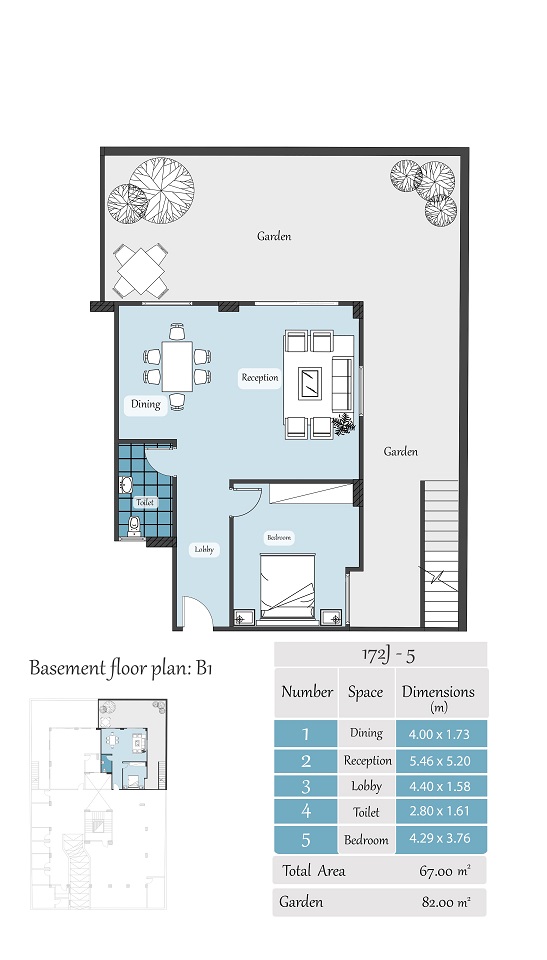 Garden
Reception
Dining
Garden
Toilet
Bedroom
Lobby
Basement floor plan: B1
172J - 5
Number Space Dimensions
(m)
1 Dining 4.00 x 1.73
2 Reception 5.46 x 5.20
3 Lobby 4.40 x 1.58
4 Toilet 2.80 x 1.61
5 Bedroom 4.29 x 3.76
Total Area 67.00 m²
Garden 82.00 m²